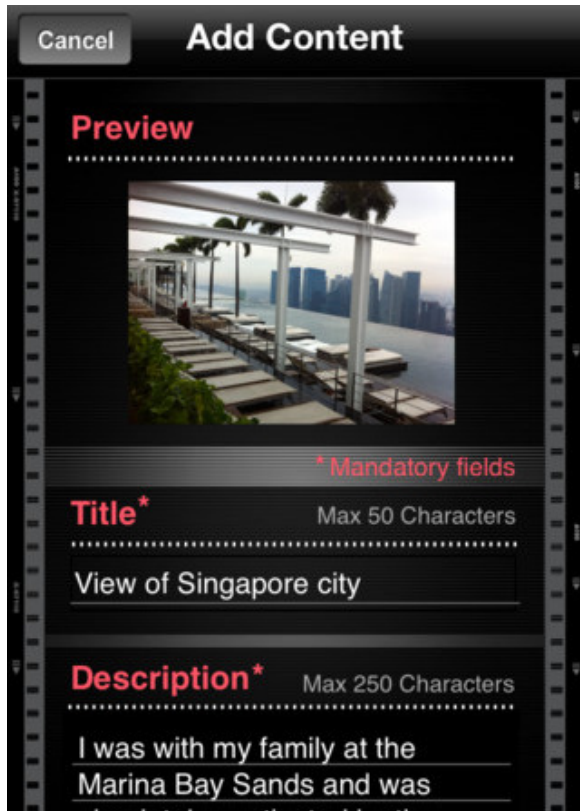 Cancel
Add Content
Preview
* Mandatory fields
Title*
Max 50 Characters
View of Singapore city
Description*
Max 250 Characters
I was with my family at the
Marina Bay Sands and was